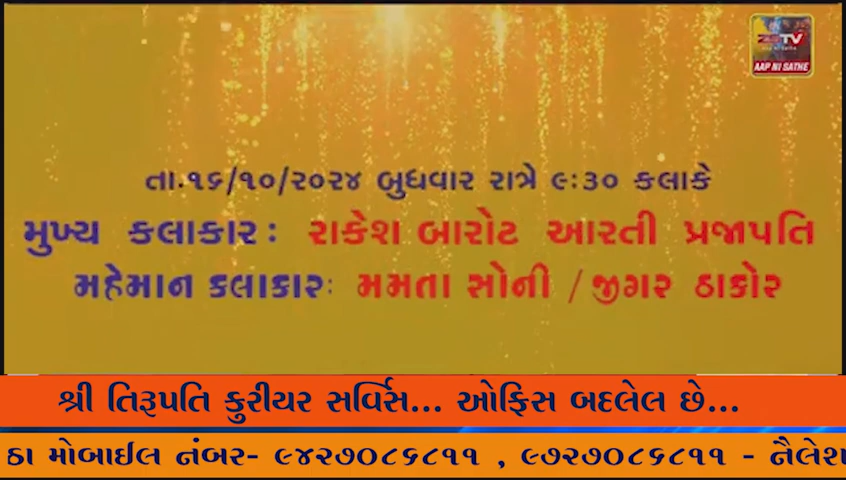 AAP NI SATHE
તા.૧૬/૧૦/૨૦૨૪ બુધવાર રાત્રે ૯:૩૦ કલાકે
મુખ્ય કલાકાર: રાકેશ બારોટ આરતી પ્રજાપતિ
મહેમાન કલાકાર: મમતા સોની / જીગર ઠાકોર
શ્રી તિરૂપતિ કુરીયર સર્વિસ... ઓફિસ બદલેલ છે...
ઠા મોબાઈલ નંબર- ૯૪૨૭૦૮૬૮૧૧ , ૯૭૨૭૦૮૬૮૧૧ - નૈલેશ